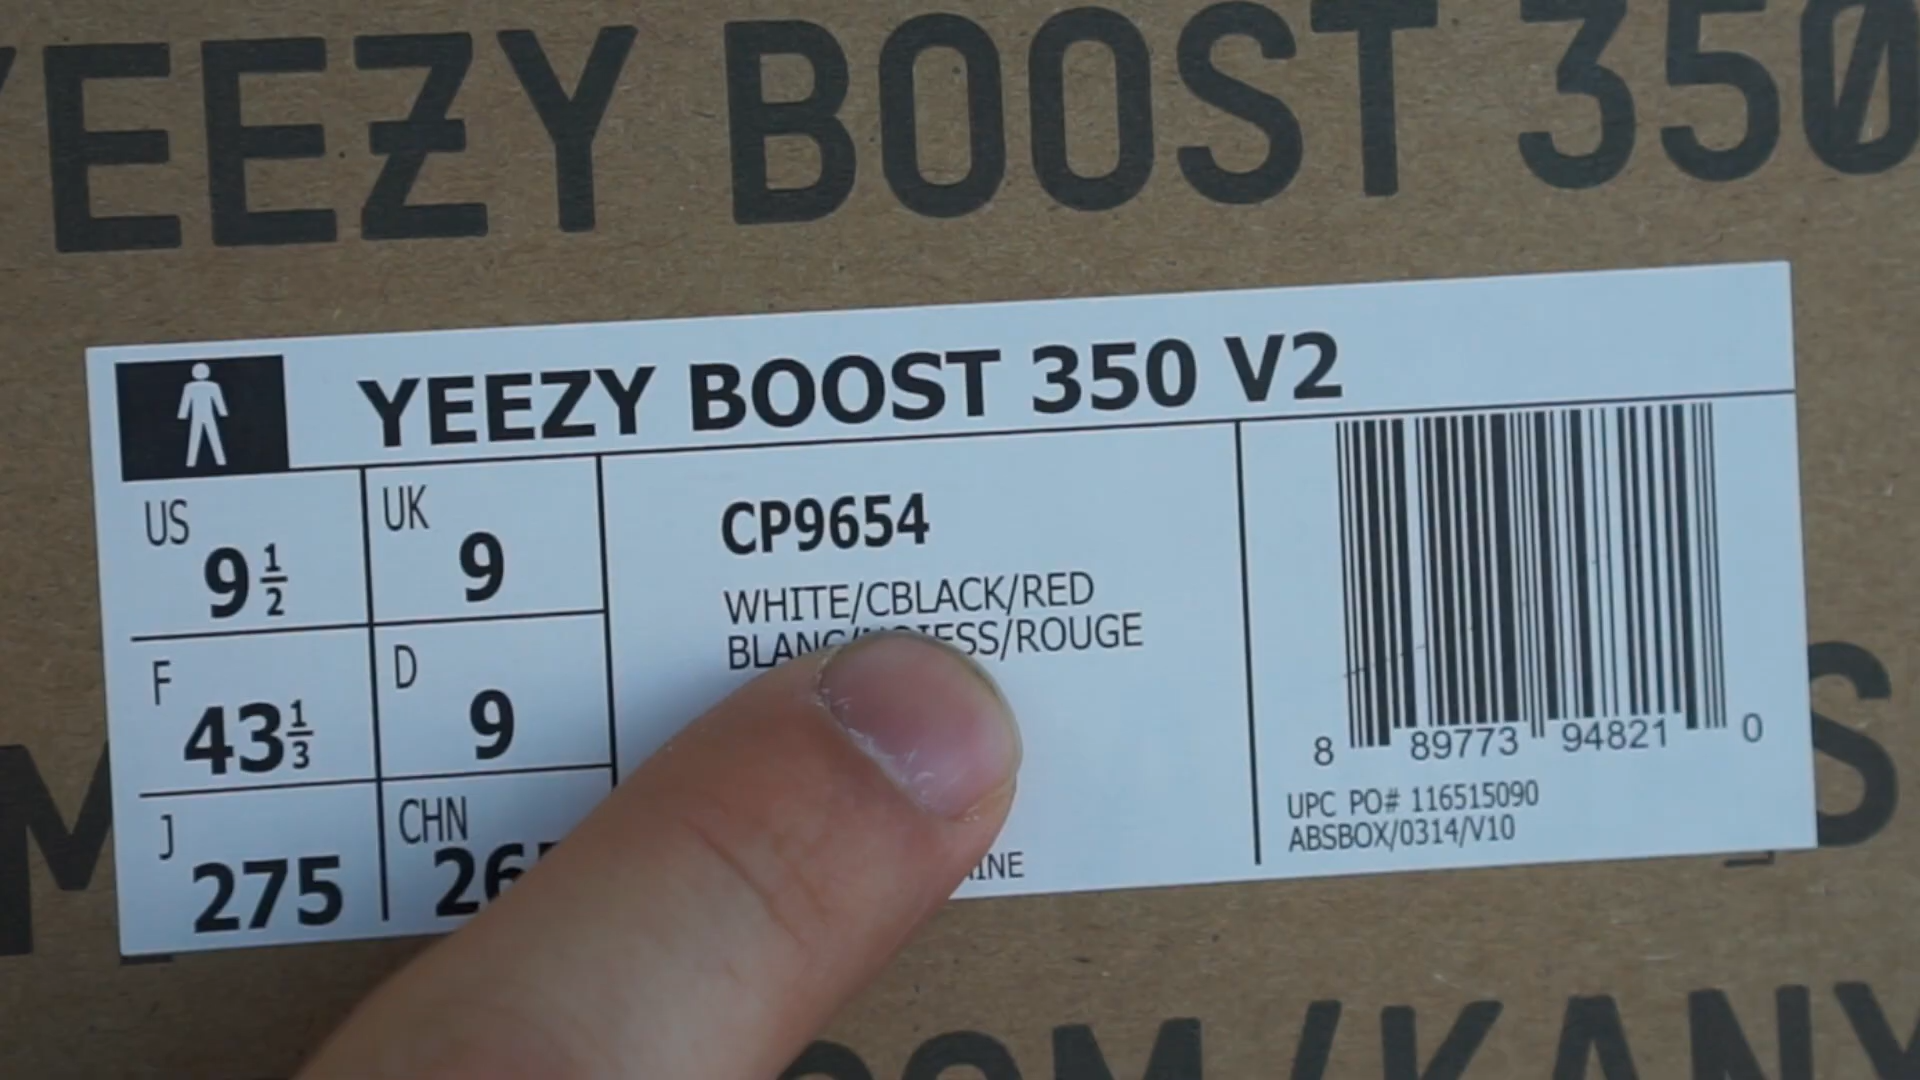 YEEZY BOOST 350
YEEZY BOOST 350 V2
US
9 1/2
UK
9
F
43 1/3
D
9
J
275
CHN
CP9654
WHITE/CBLACK/RED
BLANC/NOIESS/ROUGE
8 89773 94821 0
UPC PO# 116515090
ABSBOX/0314/V10